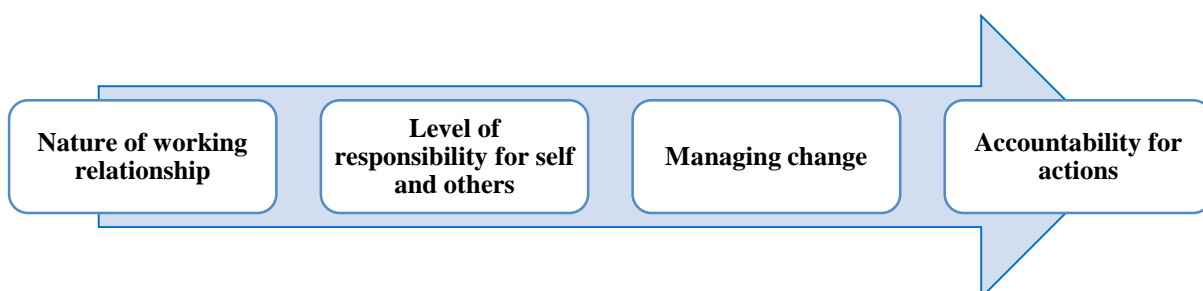 Nature of working
relationship
Level of
responsibility for self
and others
Managing change
Accountability for
actions